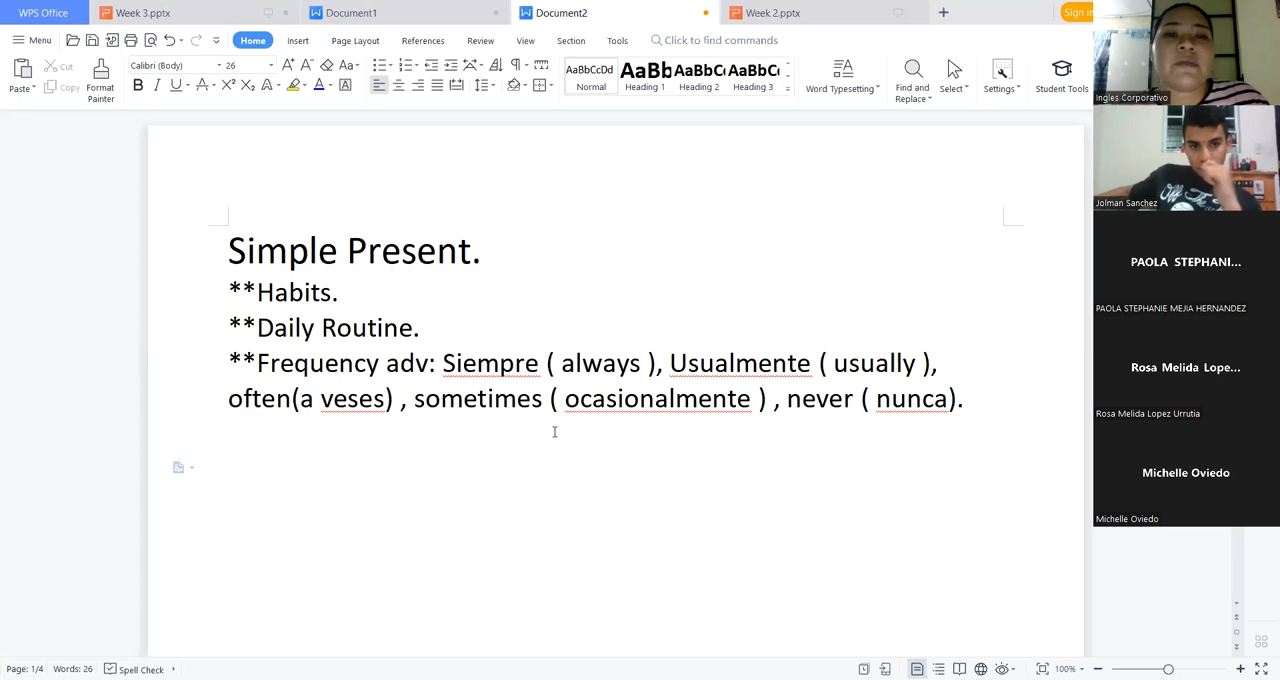 WPS Office
Week 3.pptx
Document1
Document2
Week 2.pptx
Sign in
Menu
Home
Insert
Page Layout
References
Review
View
Section
Tools
Click to find commands
Paste
Cut
Copy
Format Painter
Calibri (Body)
26
AaBbCcDd
Normal
AaBb
Heading 1
AaBbCc
Heading 2
AaBbCc
Heading 3
Word Typesetting
Find and Replace
Select
Settings
Student Tools
Simple Present.
**Habits.
**Daily Routine.
**Frequency adv: Siempre ( always ), Usualmente ( usually ),
often(a veses) , sometimes ( ocasionalmente ) , never ( nunca).
Ingles Corporativo
Jolman Sanchez
PAOLA STEPHANI...
PAOLA STEPHANIE MEJIA HERNANDEZ
Rosa Melida Lope...
Rosa Melida Lopez Urrutia
Michelle Oviedo
Michelle Oviedo
Page: 1/4
Words: 26
Spell Check
100%